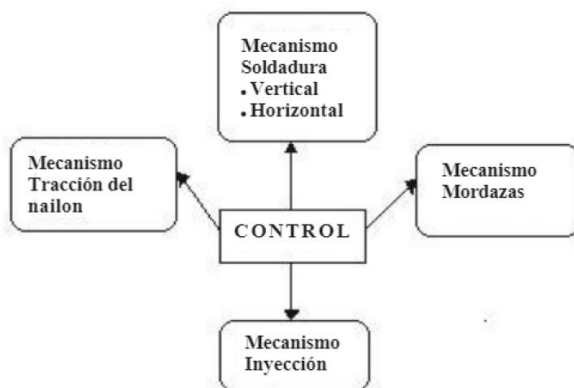 Mecanismo
Soldadura
• Vertical
• Horizontal
Mecanismo
Tracción del
nailon
Mecanismo
Mordazas
CONTROL
Mecanismo
Inyección